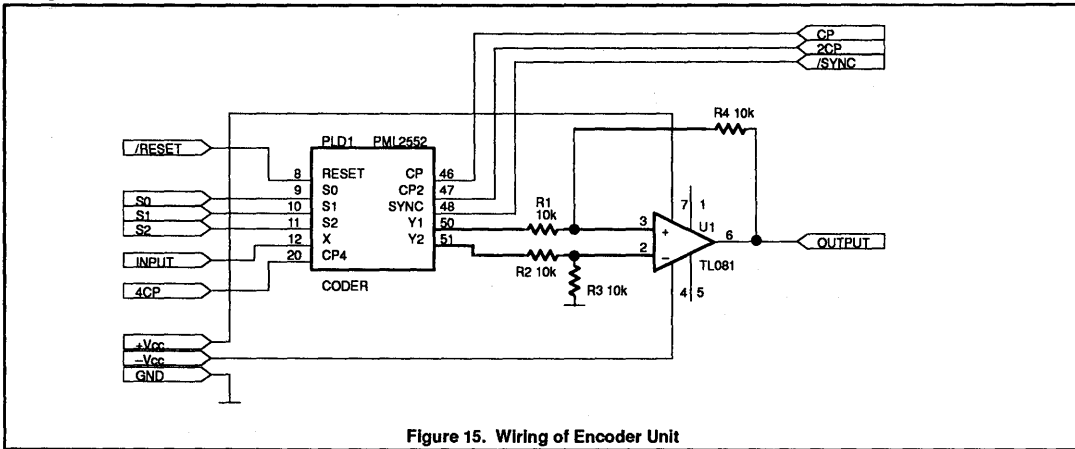 CP
2CP
/SYNC
R4 10k
PLD1 PML2552
/RESET
8 RESET CP 46
9 S0 CP2 47
10 S1 SYNC 48
11 S2 Y1 50
12 X Y2 51
20 CP4
CODER
S0
S1
S2
INPUT
4CP
R1
10k
R2 10k
R3 10k
7 1
U1
3 +
2 −
6
TL081
4 5
OUTPUT
+Vcc
−Vcc
GND
Figure 15. Wiring of Encoder Unit